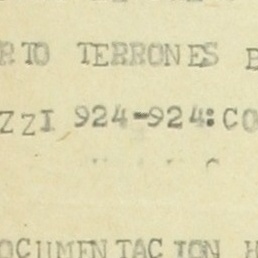 RTO TERRONES
ZZI 924-924:CO
OCUMENTACION H